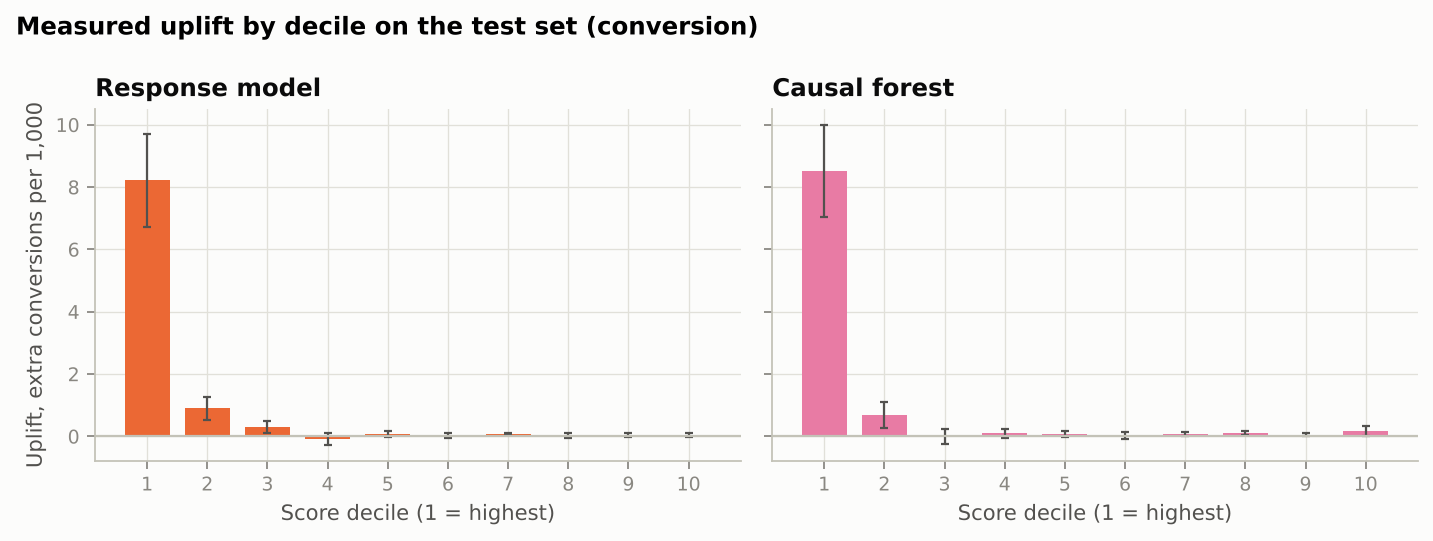 Measured uplift by decile on the test set (conversion)
Response model
Causal forest
Uplift, extra conversions per 1,000
10
8
6
4
2
0
1 2 3 4 5 6 7 8 9 10
1 2 3 4 5 6 7 8 9 10
Score decile (1 = highest)
Score decile (1 = highest)